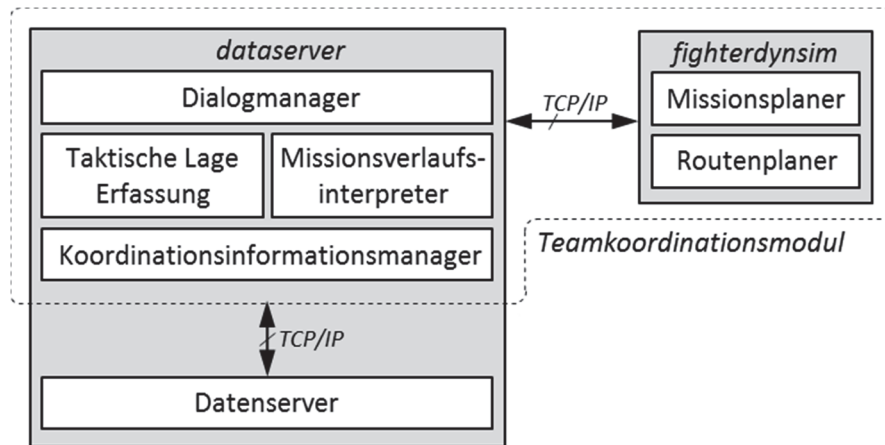 dataserver
Dialogmanager
Taktische Lage
Erfassung
Missionsverlaufs-
interpreter
Koordinationsinformationsmanager
TCP/IP
Datenserver
TCP/IP
fighterdynsim
Missionsplaner
Routenplaner
Teamkoordinationsmodul